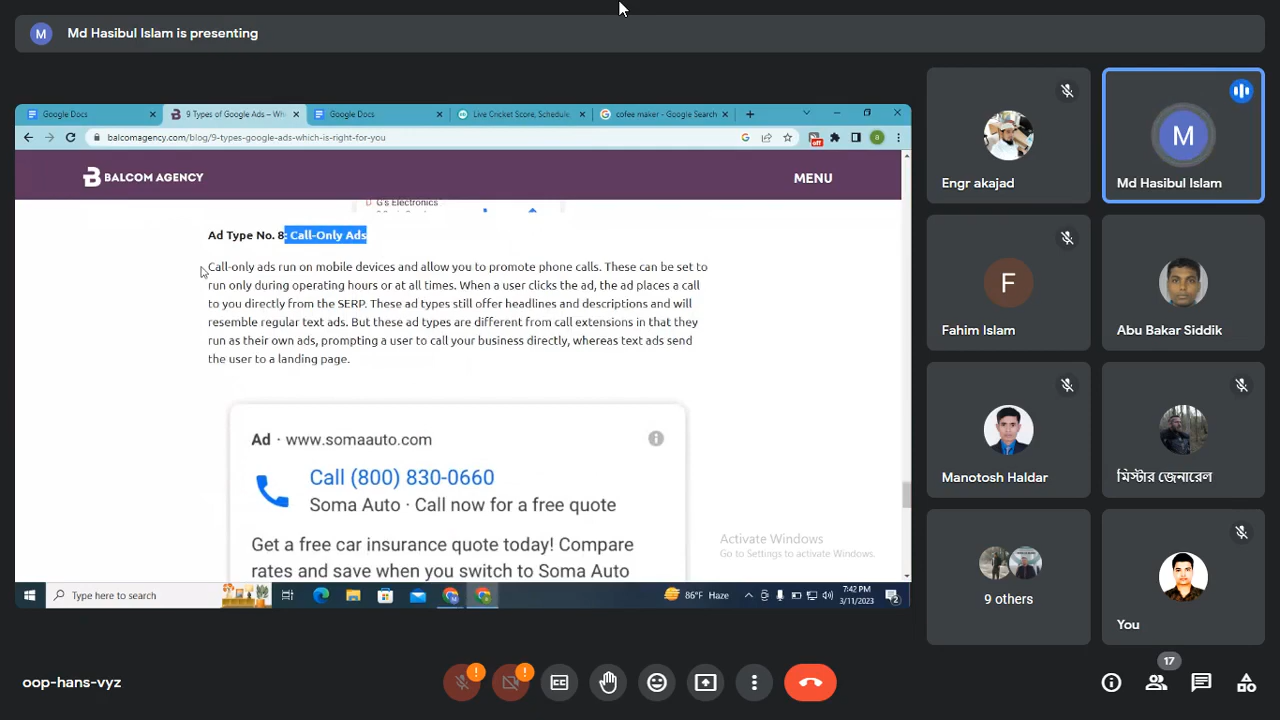 M
Md Hasibul Islam is presenting
Google Docs
9 Types of Google Ads – Wh
Google Docs
Live Cricket Score, Schedule,
cofee maker - Google Search
balcomagency.com/blog/9-types-google-ads-which-is-right-for-you
off
B
BALCOM AGENCY
MENU
G's Electronics
Ad Type No. 8: Call-Only Ads
Call-only ads run on mobile devices and allow you to promote phone calls. These can be set to
run only during operating hours or at all times. When a user clicks the ad, the ad places a call
to you directly from the SERP. These ad types still offer headlines and descriptions and will
resemble regular text ads. But these ad types are different from call extensions in that they
run as their own ads, prompting a user to call your business directly, whereas text ads send
the user to a landing page.
Ad · www.somaauto.com
Call (800) 830-0660
Soma Auto · Call now for a free quote
Get a free car insurance quote today! Compare
rates and save when you switch to Soma Auto
Activate Windows
Go to Settings to activate Windows.
Type here to search
86°F Haze
7:42 PM
3/11/2023
2
Engr akajad
M
Md Hasibul Islam
F
Fahim Islam
Abu Bakar Siddik
Manotosh Haldar
মিস্টার জেনারেল
9 others
You
oop-hans-vyz
17